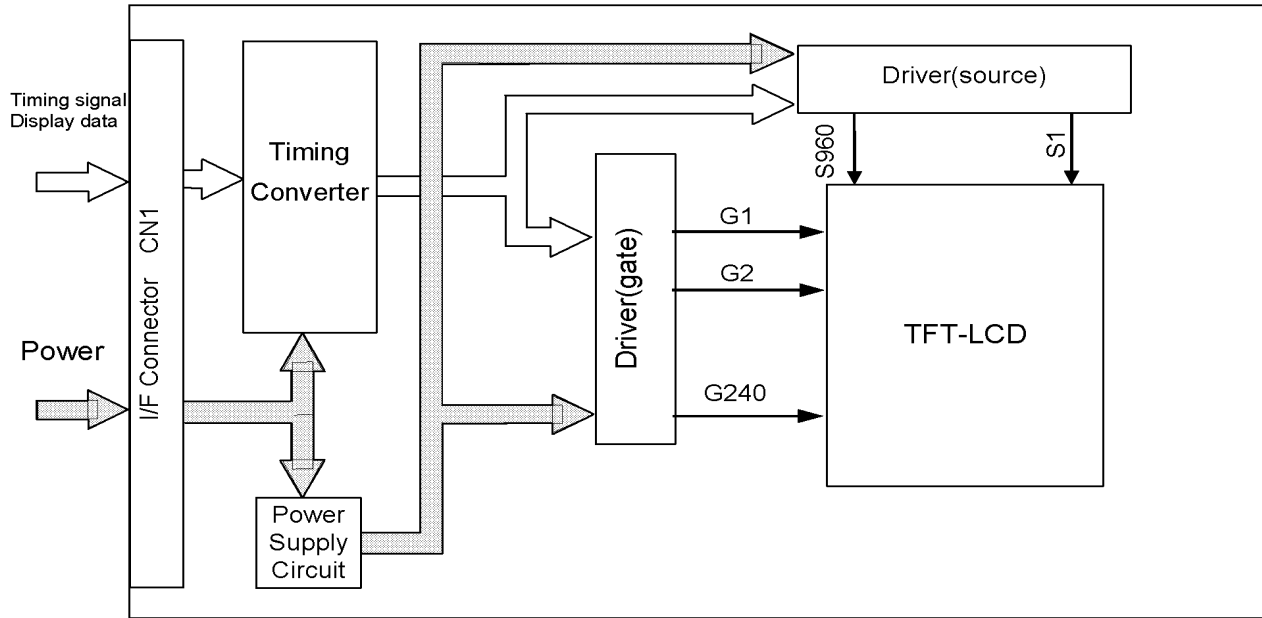 Timing signal
Display data
Power
I/F Connector CN1
Timing
Converter
Power
Supply
Circuit
Driver(source)
S960
S1
Driver(gate)
G1
G2
G240
TFT-LCD